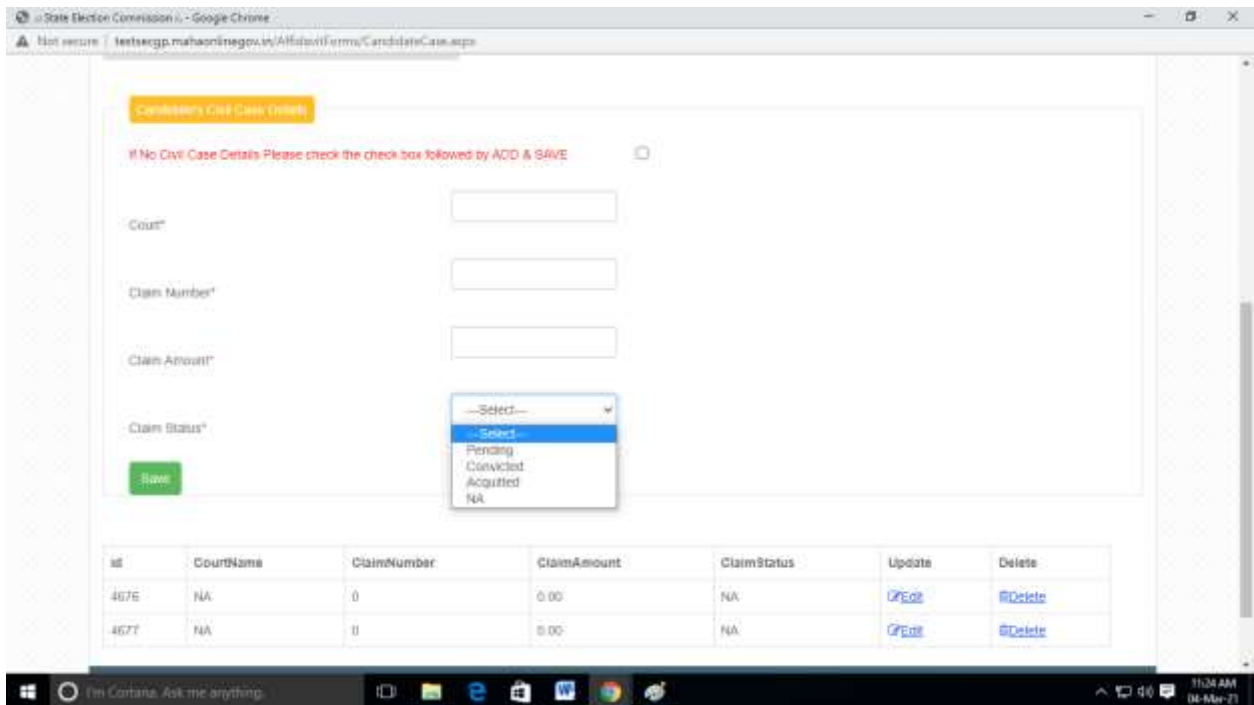 State Election Commission :. - Google Chrome
Not secure | testsecgp.mahaonlinegov.in/AffidavitForms/CandidateCase.aspx
Candidate's Civil Case Details
If No Civil Case Details Please check the check box followed by ADD & SAVE
Court*
Claim Number*
Claim Amount*
---Select---
Claim Status*
---Select---
Pending
Convicted
Acquitted
NA
Save
id CourtName ClaimNumber ClaimAmount ClaimStatus Update Delete
4676 NA 0 0.00 NA Edit Delete
4677 NA 0 0.00 NA Edit Delete
I'm Cortana. Ask me anything.
11:24 AM
04-Mar-21